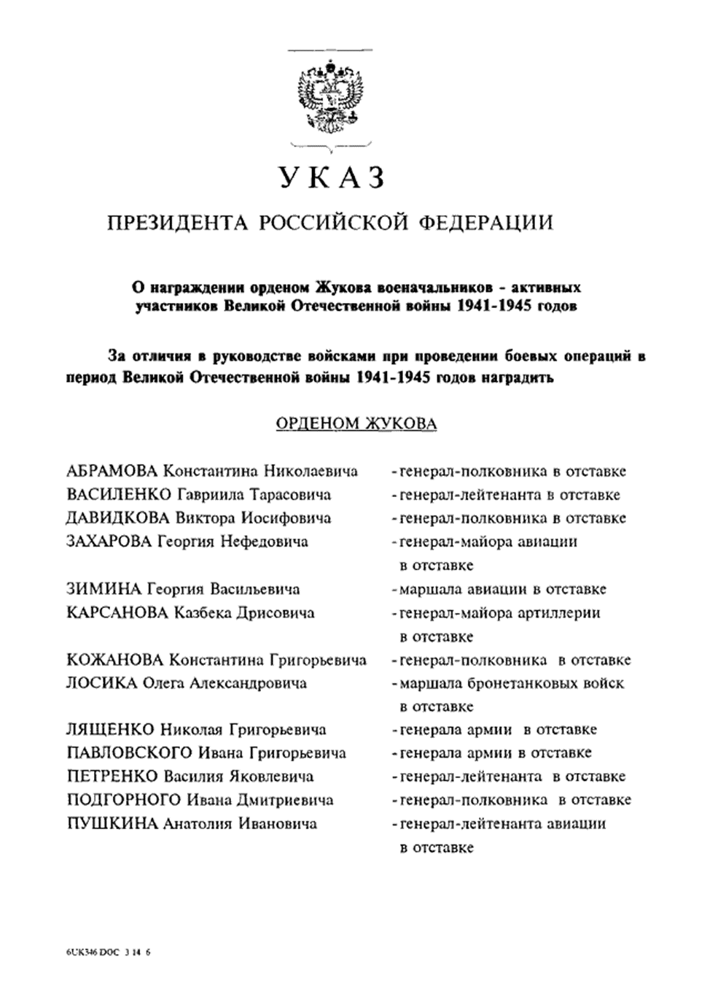 УКАЗ
ПРЕЗИДЕНТА РОССИЙСКОЙ ФЕДЕРАЦИИ
О награждении орденом Жукова военачальников - активных
участников Великой Отечественной войны 1941-1945 годов
За отличия в руководстве войсками при проведении боевых операций в
период Великой Отечественной войны 1941-1945 годов наградить
ОРДЕНОМ ЖУКОВА
АБРАМОВА Константина Николаевича - генерал-полковника в отставке
ВАСИЛЕНКО Гавриила Тарасовича - генерал-лейтенанта в отставке
ДАВИДКОВА Виктора Иосифовича - генерал-полковника в отставке
ЗАХАРОВА Георгия Нефедовича - генерал-майора авиации
в отставке
ЗИМИНА Георгия Васильевича - маршала авиации в отставке
КАРСАНОВА Казбека Дрисовича - генерал-майора артиллерии
в отставке
КОЖАНОВА Константина Григорьевича - генерал-полковника в отставке
ЛОСИКА Олега Александровича - маршала бронетанковых войск
в отставке
ЛЯЩЕНКО Николая Григорьевича - генерала армии в отставке
ПАВЛОВСКОГО Ивана Григорьевича - генерала армии в отставке
ПЕТРЕНКО Василия Яковлевича - генерал-лейтенанта в отставке
ПОДГОРНОГО Ивана Дмитриевича - генерал-полковника в отставке
ПУШКИНА Анатолия Ивановича - генерал-лейтенанта авиации
в отставке
6UK346 DOC 3 14 6